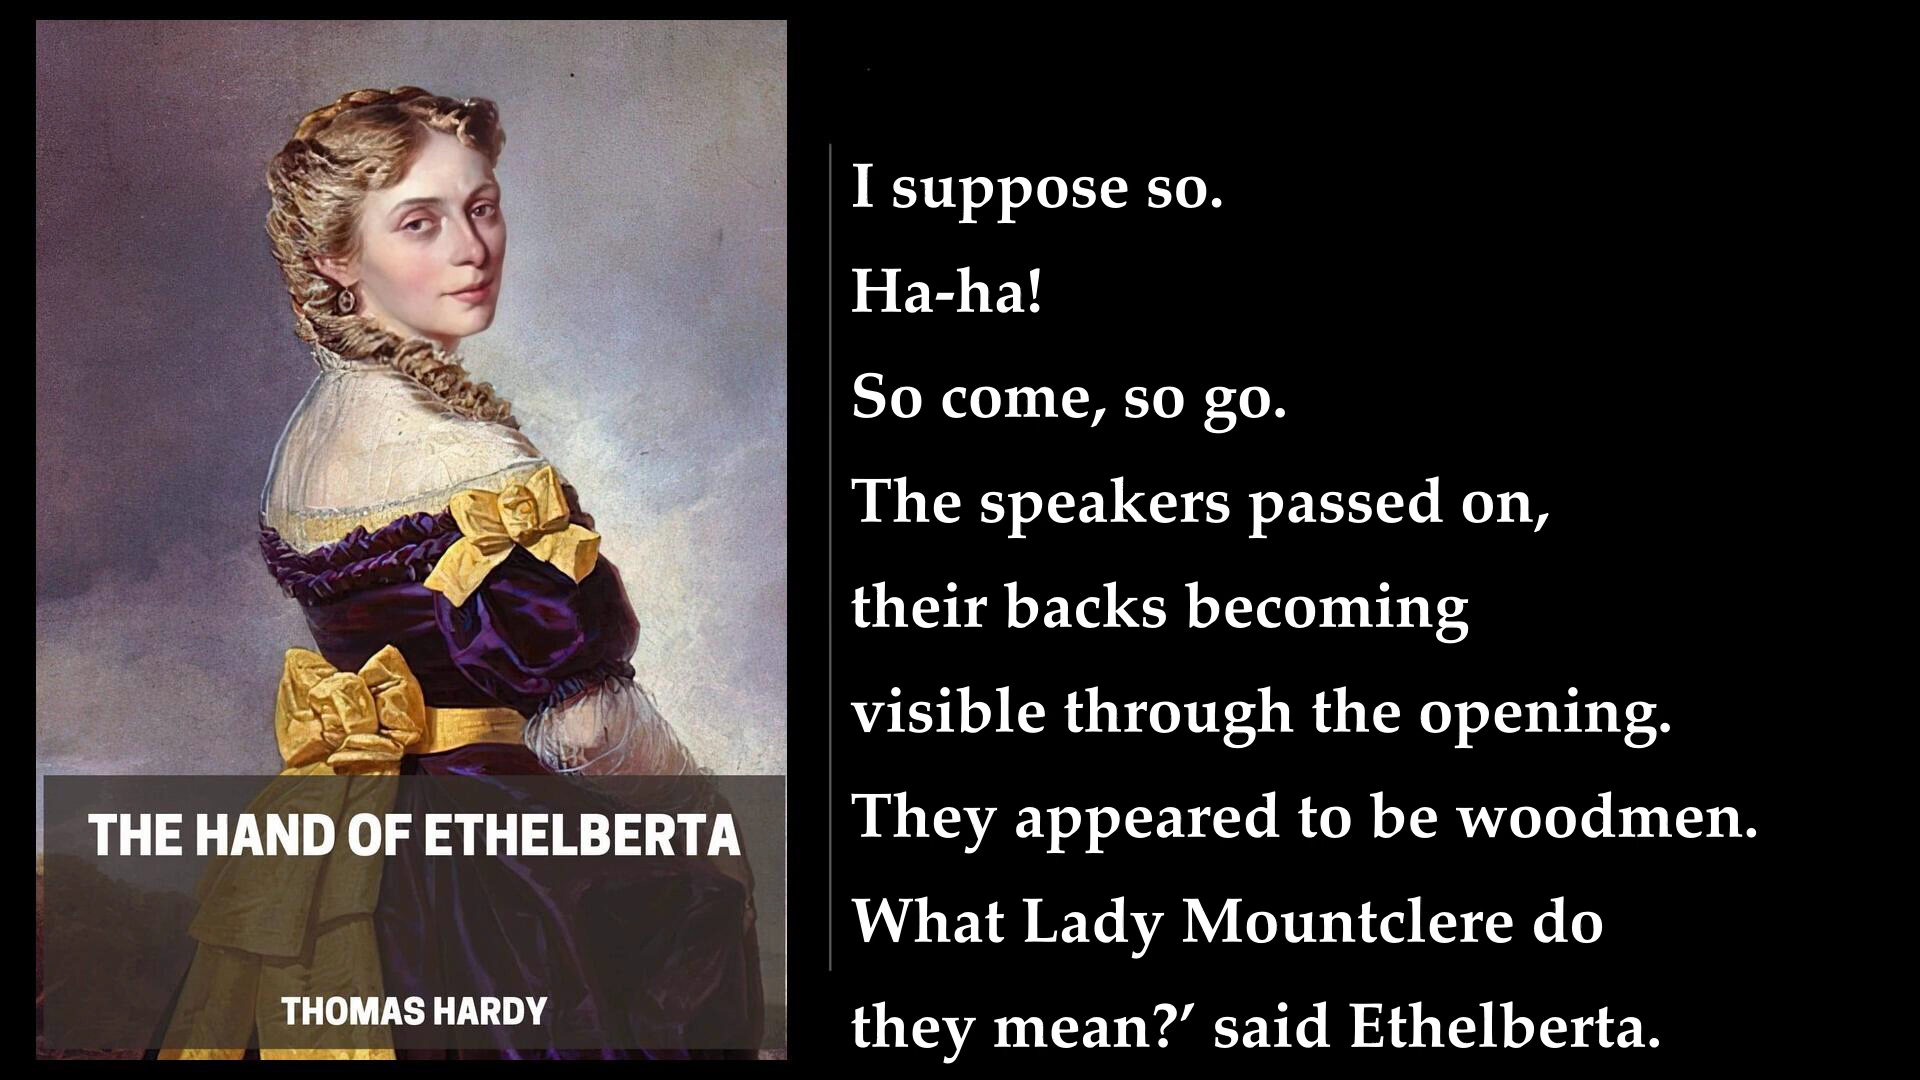 THE HAND OF ETHELBERTA
THOMAS HARDY
I suppose so.
Ha-ha!
So come, so go.
The speakers passed on,
their backs becoming
visible through the opening.
They appeared to be woodmen.
What Lady Mountclere do
they mean?’ said Ethelberta.